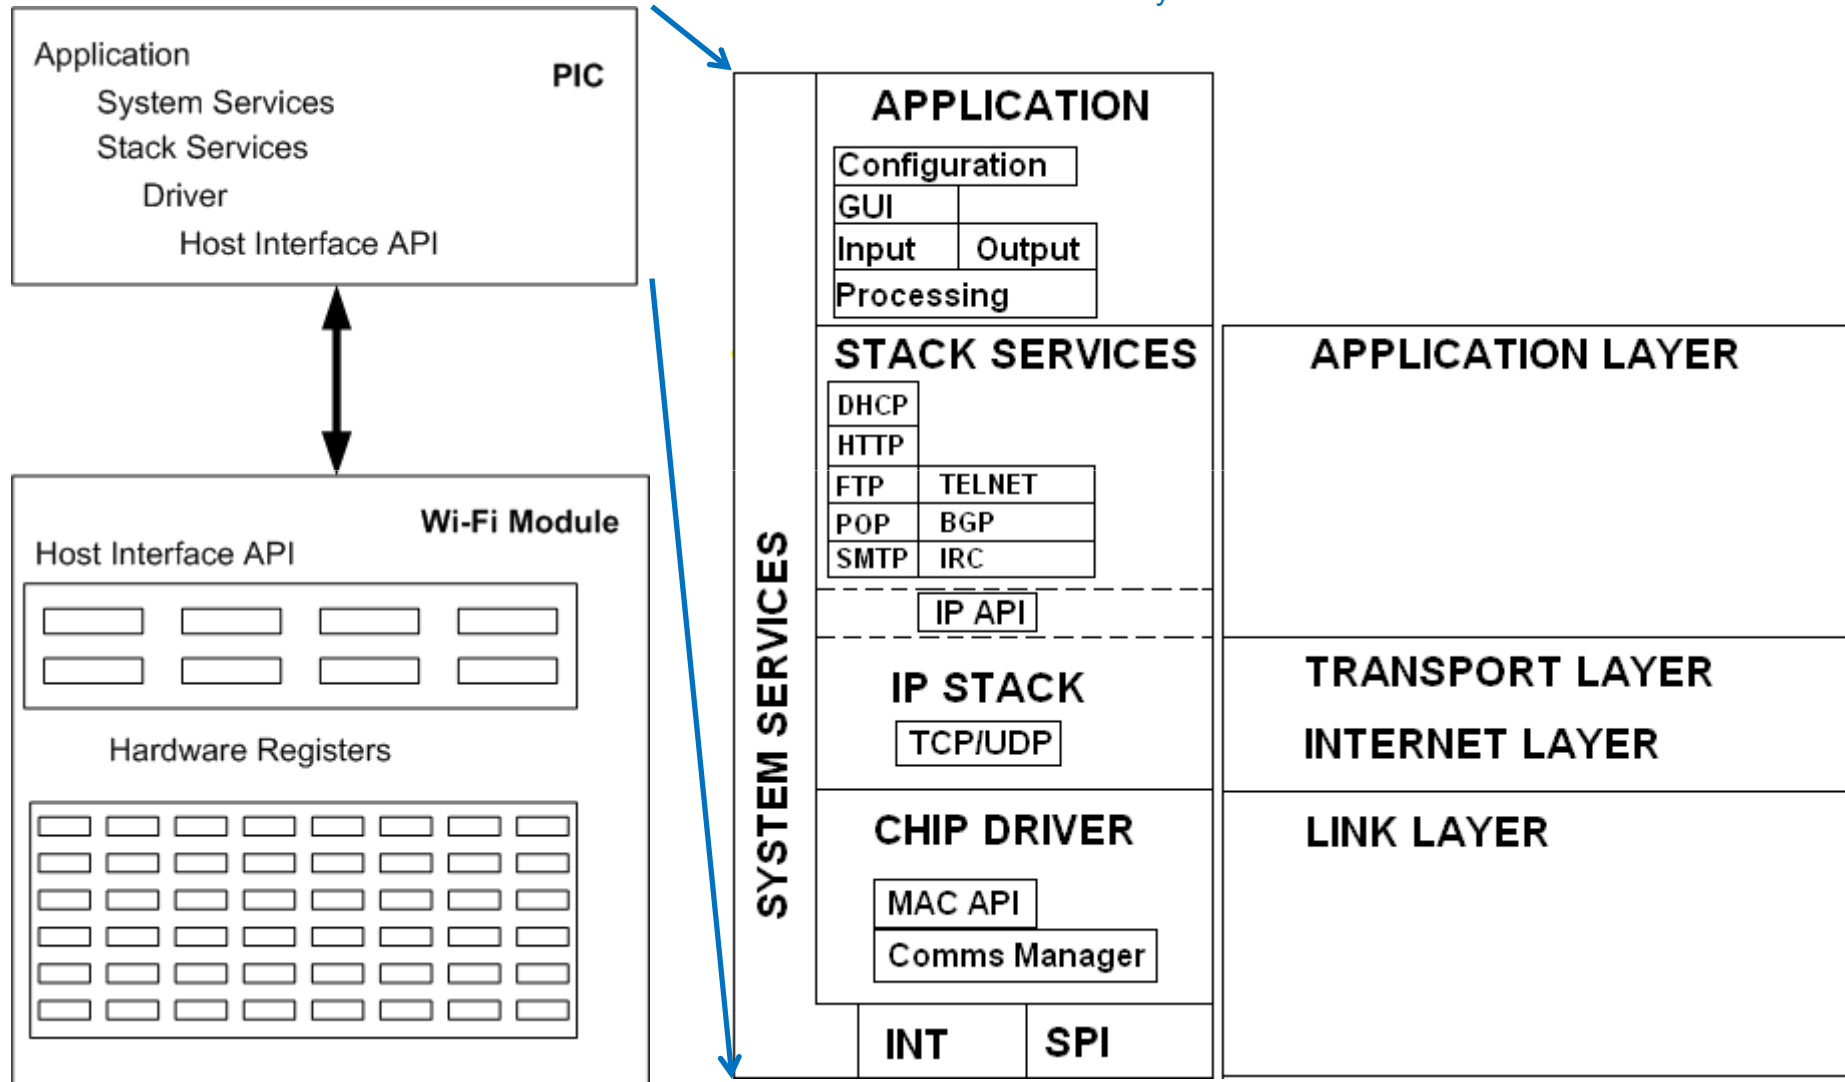 Application
PIC
System Services
Stack Services
Driver
Host Interface API
Wi-Fi Module
Host Interface API
Hardware Registers
SYSTEM SERVICES
APPLICATION
Configuration
GUI
Input Output
Processing
STACK SERVICES
DHCP
HTTP
FTP TELNET
POP BGP
SMTP IRC
IP API
IP STACK
TCP/UDP
CHIP DRIVER
MAC API
Comms Manager
INT SPI
APPLICATION LAYER
TRANSPORT LAYER
INTERNET LAYER
LINK LAYER